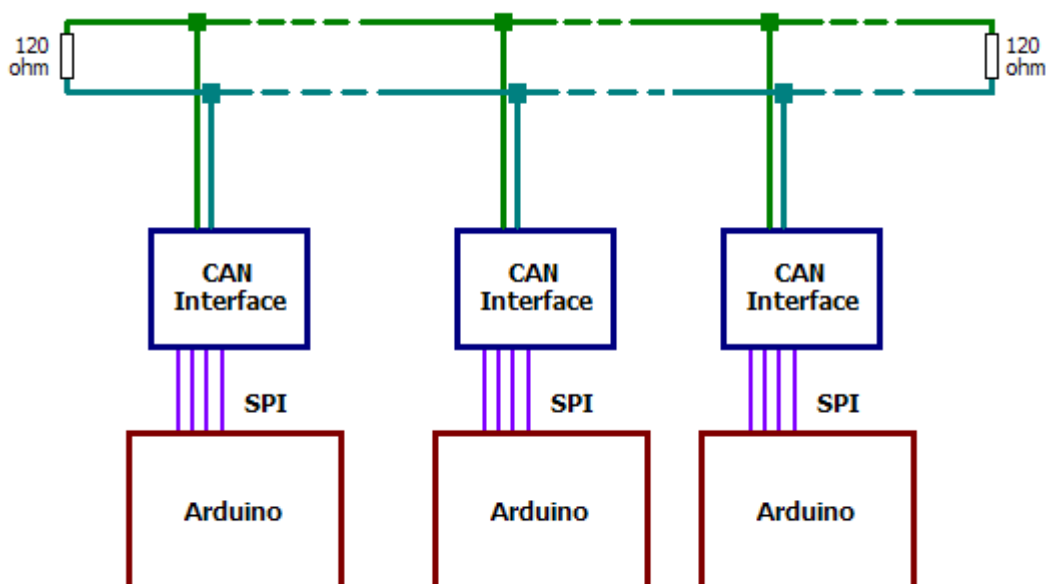 120
ohm
120
ohm
CAN
Interface
CAN
Interface
CAN
Interface
SPI
SPI
SPI
Arduino
Arduino
Arduino